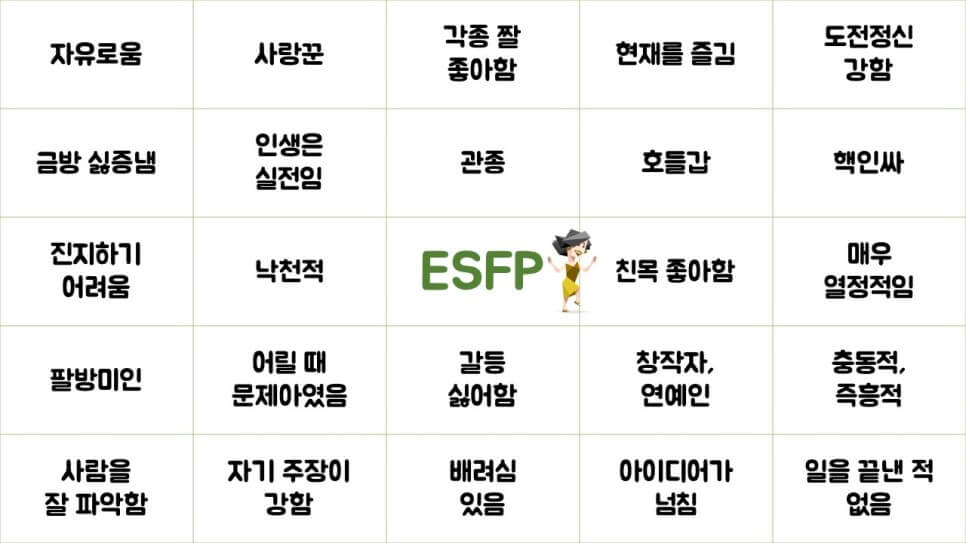 자유로움
사랑꾼
각종 짤
좋아함
현재를 즐김
도전정신
강함
금방 싫증냄
인생은
실전임
관종
호들갑
핵인싸
진지하기
어려움
낙천적
ESFP
친목 좋아함
매우
열정적임
팔방미인
어릴 때
문제아였음
갈등
싫어함
창작자,
연예인
충동적,
즉흥적
사람을
잘 파악함
자기 주장이
강함
배려심
있음
아이디어가
넘침
일을 끝낸 적
없음